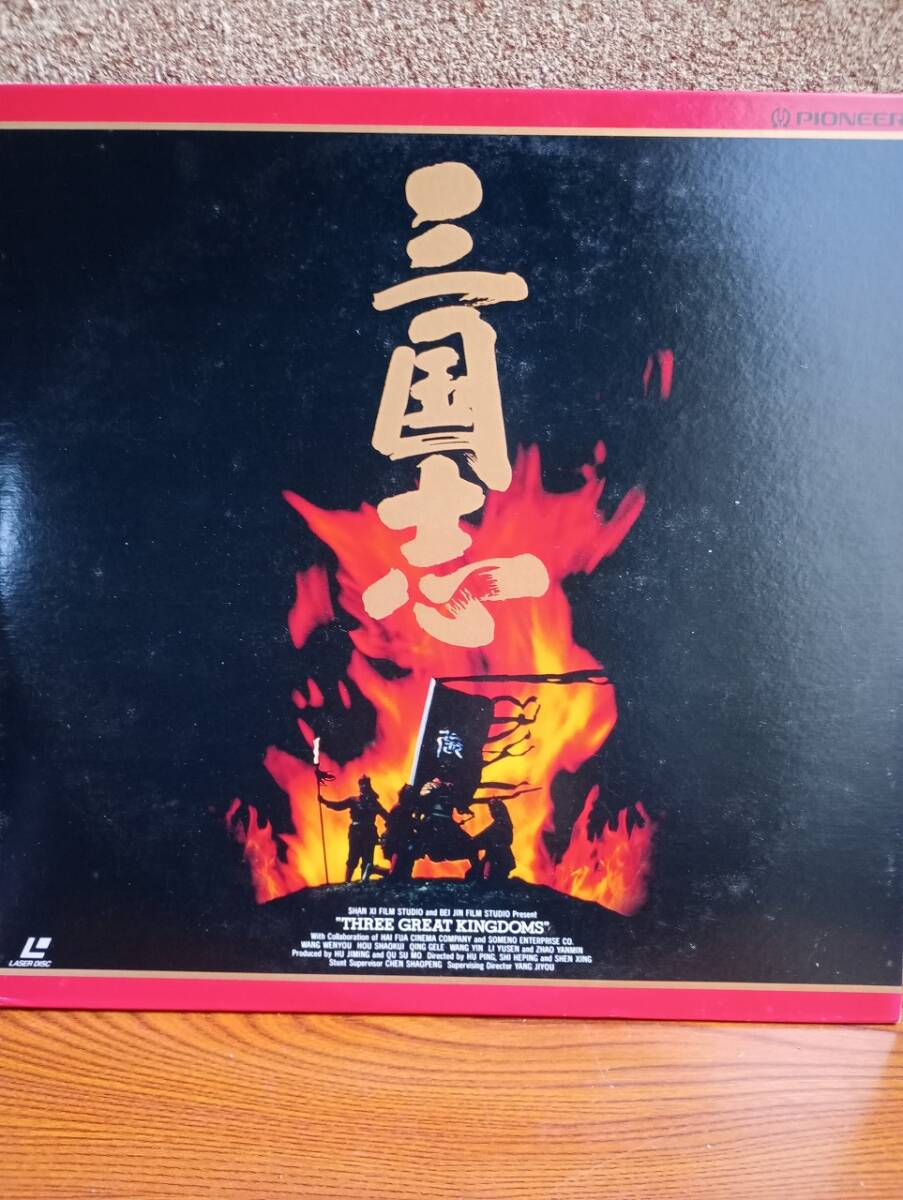 PIONEER
三国志
SHAN XI FILM STUDIO and BEI JIN FILM STUDIO Present
"THREE GREAT KINGDOMS"
With Collaboration of HAI FUA CINEMA COMPANY and SOMENO ENTERPRISE CO.
WANG WENYOU HOU SHAOKUI QING GELE WANG YIN LI YUSEN and ZHAO YANMIN
Produced by HU JIMING and QU SU MO Directed by HU PING, SHI HEPING and SHEN XING
Stunt Supervisor CHEN SHAOPENG Supervising Director YANG JIYOU
LASER DISC